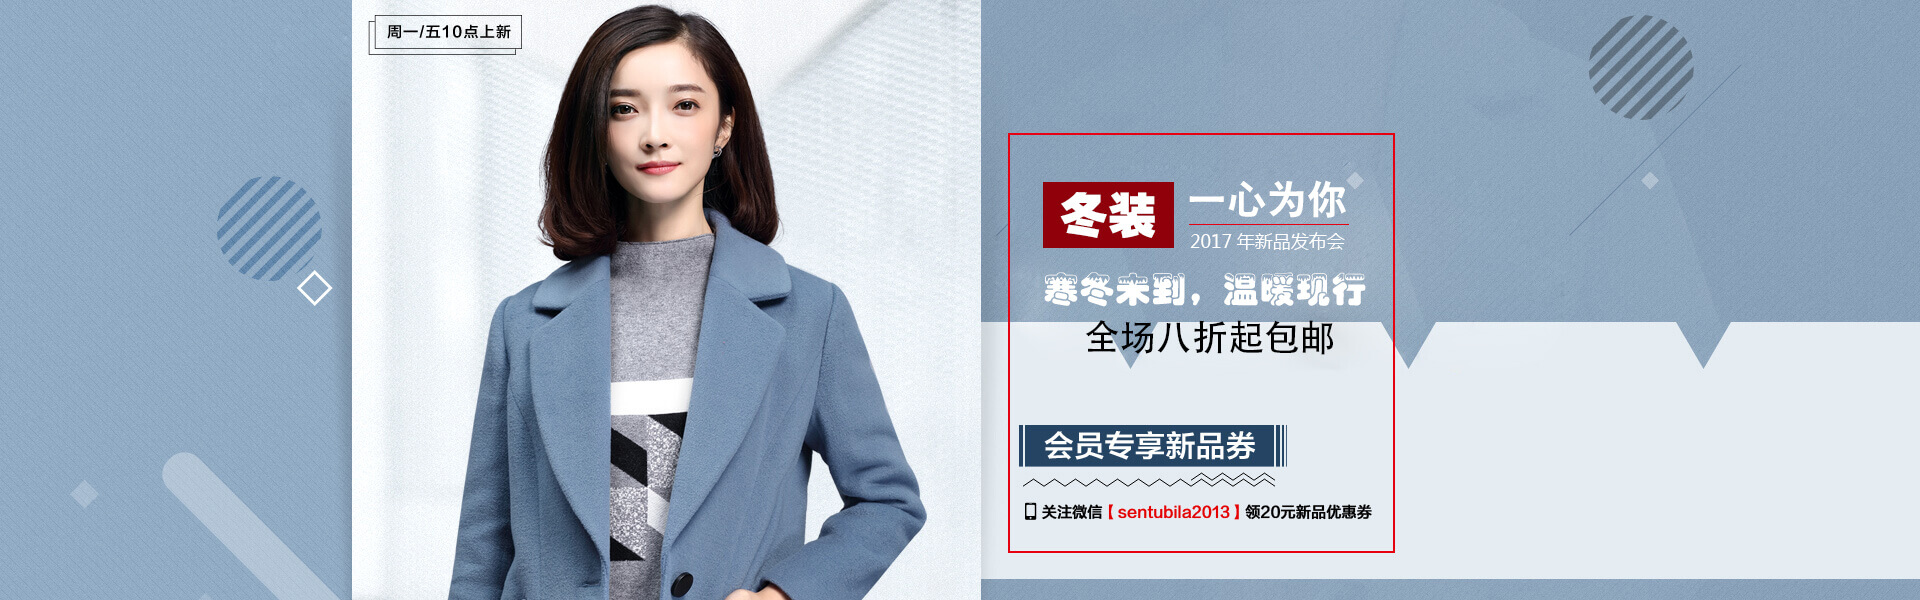 周一/五10点上新
冬装
一心为你
2017 年新品发布会
寒冬未到，温暖现行
全场八折起包邮
会员专享新品券
关注微信【sentubila2013】领20元新品优惠券